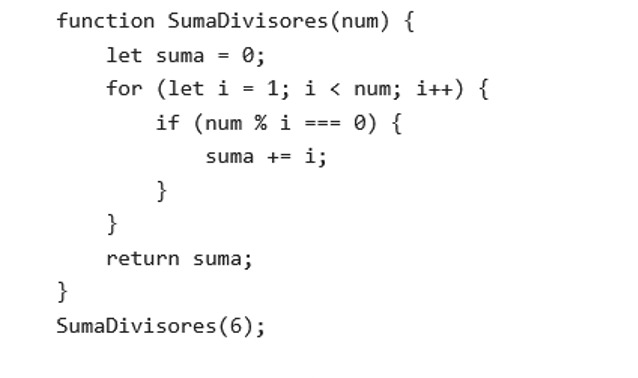 function SumaDivisores(num) {
    let suma = 0;
    for (let i = 1; i < num; i++) {
        if (num % i === 0) {
            suma += i;
        }
    }
    return suma;
}
SumaDivisores(6);